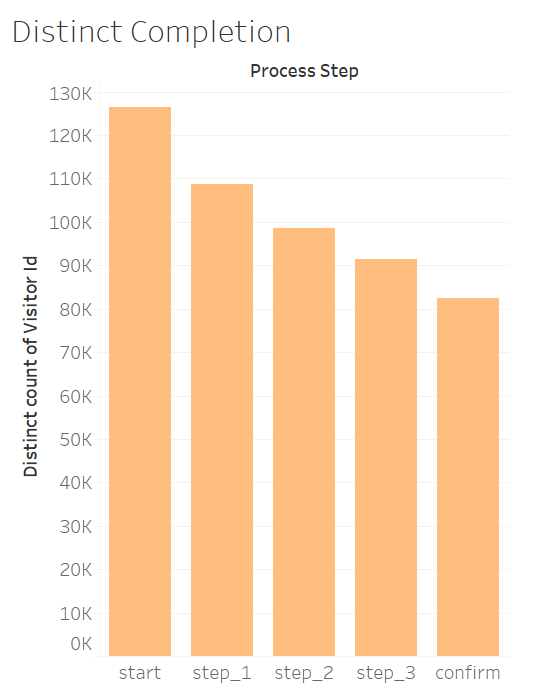 Distinct Completion
Process Step
Distinct count of Visitor Id
130K
120K
110K
100K
90K
80K
70K
60K
50K
40K
30K
20K
10K
0K
start step_1 step_2 step_3 confirm